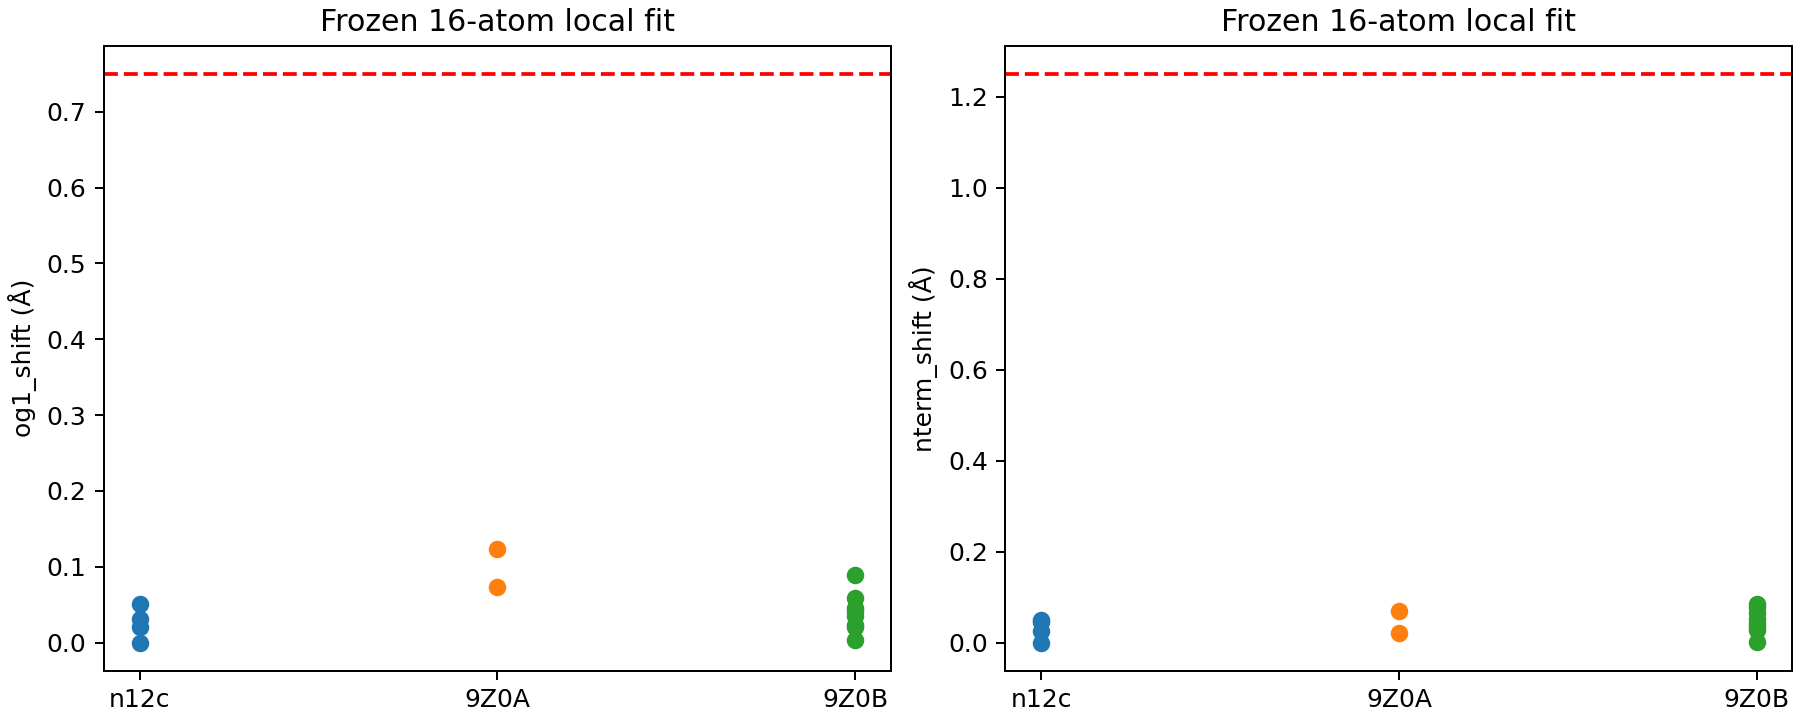 Frozen 16-atom local fit
og1_shift (Å)
0.7
0.6
0.5
0.4
0.3
0.2
0.1
0.0
n12c 9Z0A 9Z0B
Frozen 16-atom local fit
nterm_shift (Å)
1.2
1.0
0.8
0.6
0.4
0.2
0.0
n12c 9Z0A 9Z0B